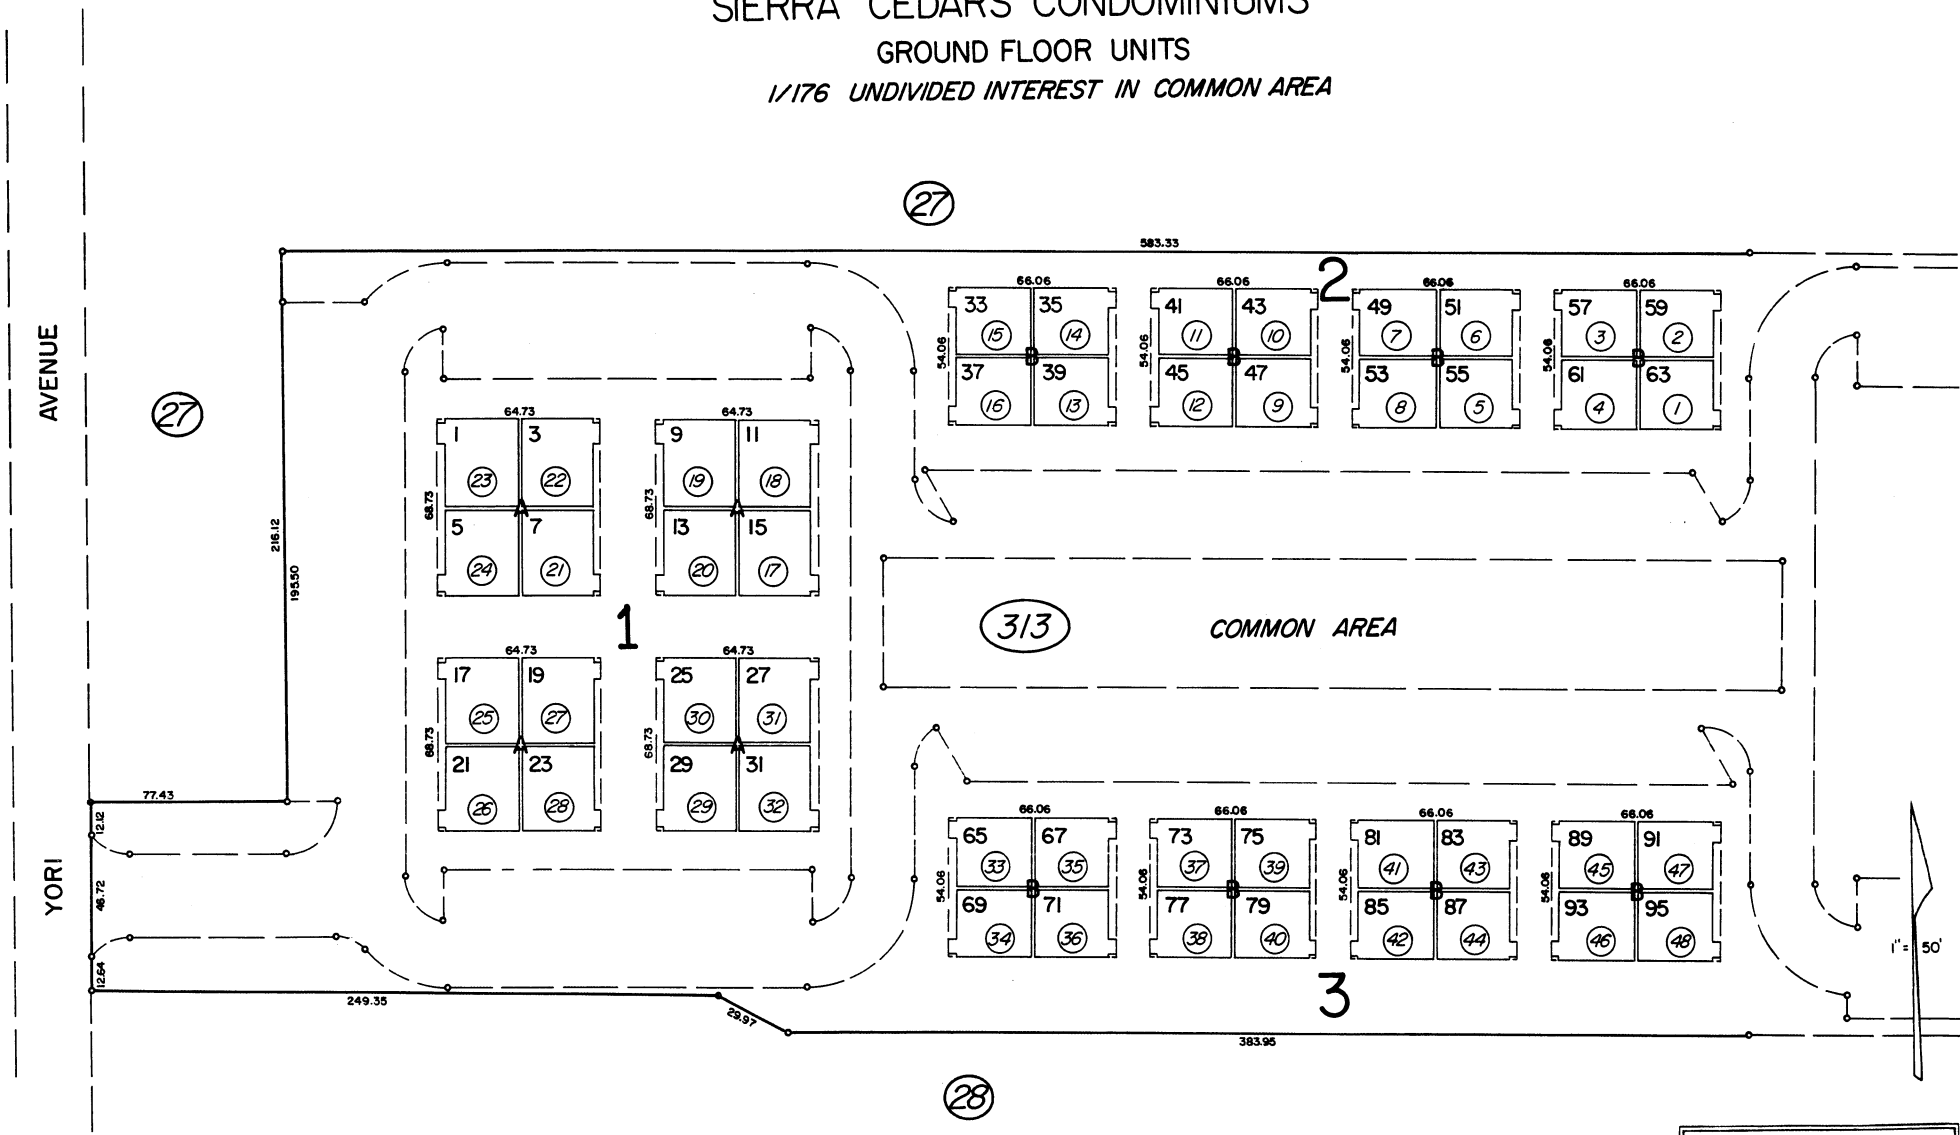 SIERRA CEDARS CONDOMINIUMS
GROUND FLOOR UNITS
1/176 UNDIVIDED INTEREST IN COMMON AREA
27
583.33
2
66.06 66.06 66.06 66.06
33 35 41 43 49 51 57 59
15 14 11 10 7 6 3 2
54.06 54.06 54.06 54.06
B B B B
37 39 45 47 53 55 61 63
16 13 12 9 8 5 4 1
AVENUE
27
64.73 64.73
1 3 9 11
23 22 19 18
68.73 68.73
A A
5 7 13 15
24 21 20 17
216.12
195.50
1
313
COMMON AREA
64.73 64.73
17 19 25 27
25 27 30 31
68.73 68.73
A A
21 23 29 31
26 28 29 32
77.43
12.12
YORI
46.72
12.64
66.06 66.06 66.06 66.06
65 67 73 75 81 83 89 91
33 35 37 39 41 43 45 47
54.06 54.06 54.06 54.06
B B B B
69 71 77 79 85 87 93 95
34 36 38 40 42 44 46 48
1"= 50'
3
249.35
29.97
383.95
28